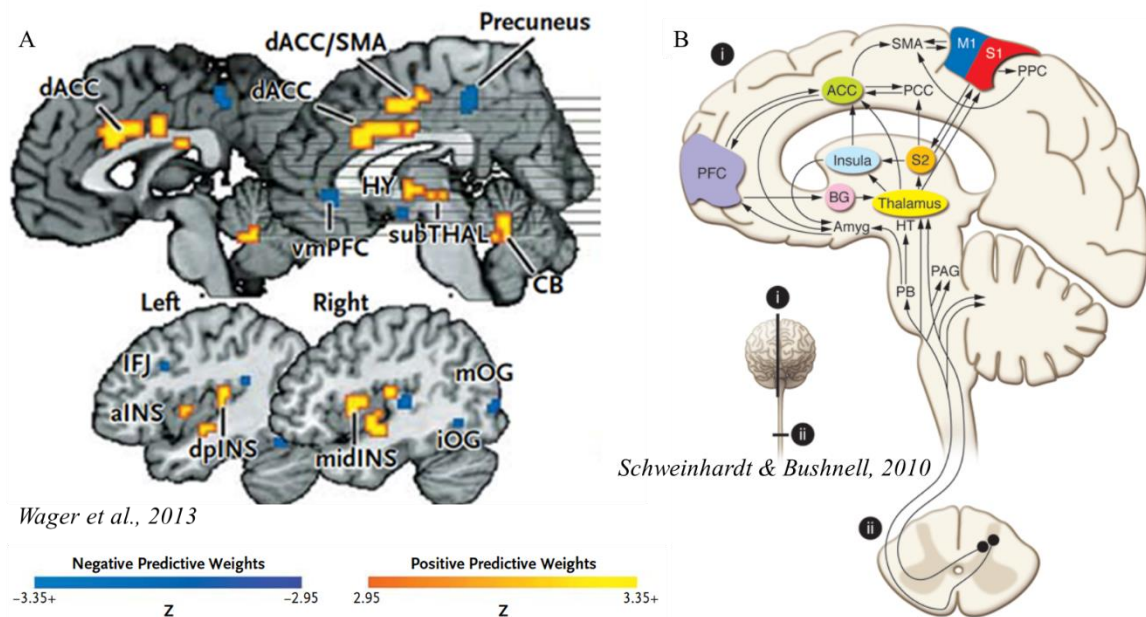 A
dACC
dACC/SMA
dACC
Precuneus
HY
vmPFC
subTHAL
CB
Left
Right
IFJ
aINS
dpINS
midINS
mOG
iOG
Wager et al., 2013
Negative Predictive Weights
−3.35+
−2.95
Z
Positive Predictive Weights
2.95
3.35+
Z
B
i
SMA
M1
S1
PPC
ACC
PCC
PFC
Insula
S2
BG
Thalamus
Amyg
HT
PAG
PB
i
ii
Schweinhardt & Bushnell, 2010
ii